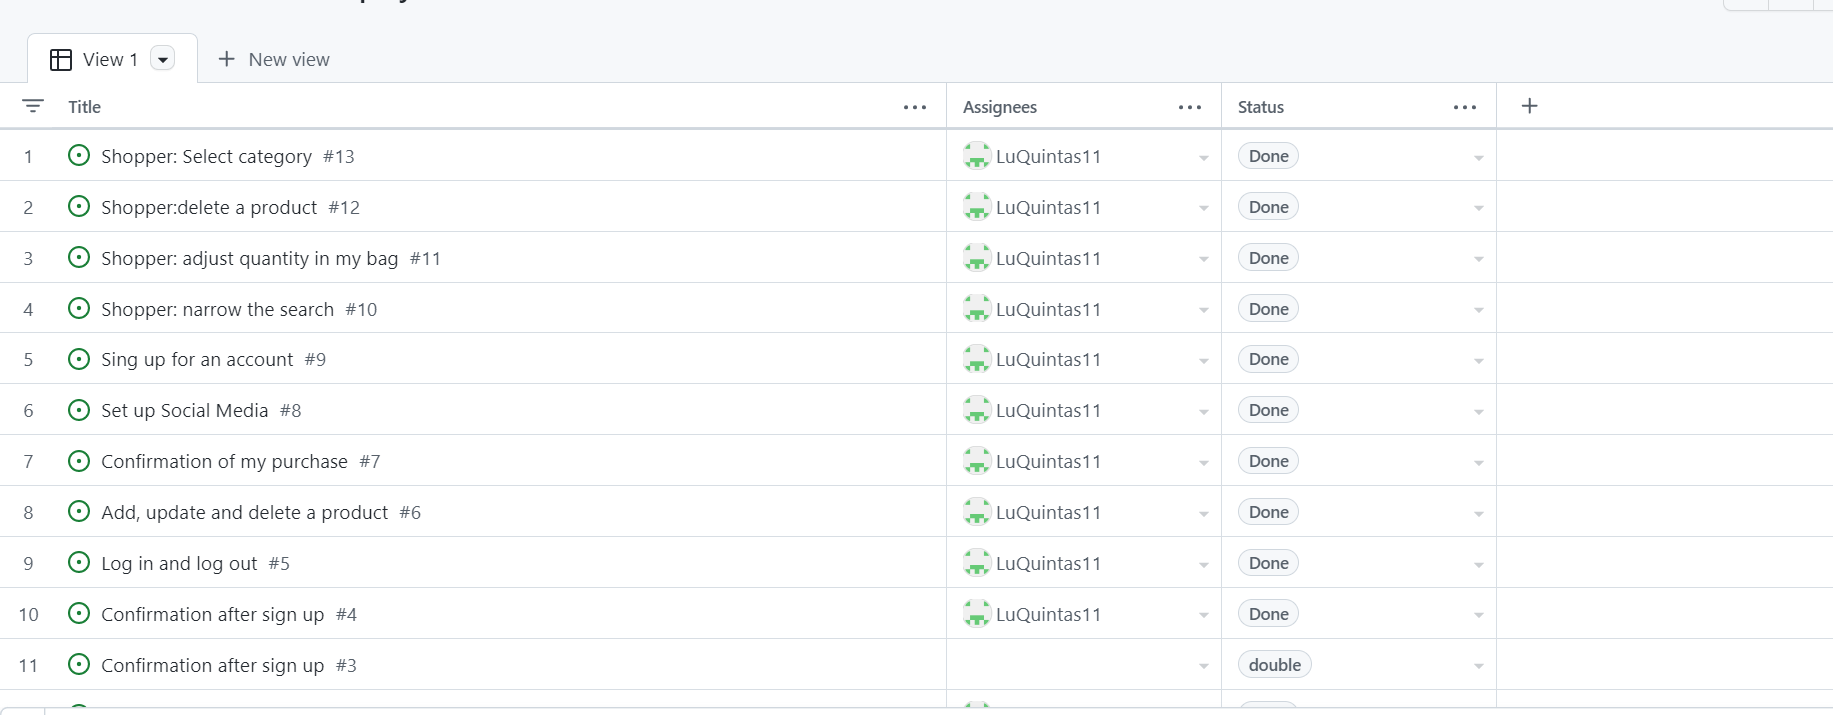 View 1 New view
Title Assignees Status
1 Shopper: Select category #13 LuQuintas11 Done
2 Shopper:delete a product #12 LuQuintas11 Done
3 Shopper: adjust quantity in my bag #11 LuQuintas11 Done
4 Shopper: narrow the search #10 LuQuintas11 Done
5 Sing up for an account #9 LuQuintas11 Done
6 Set up Social Media #8 LuQuintas11 Done
7 Confirmation of my purchase #7 LuQuintas11 Done
8 Add, update and delete a product #6 LuQuintas11 Done
9 Log in and log out #5 LuQuintas11 Done
10 Confirmation after sign up #4 LuQuintas11 Done
11 Confirmation after sign up #3 double